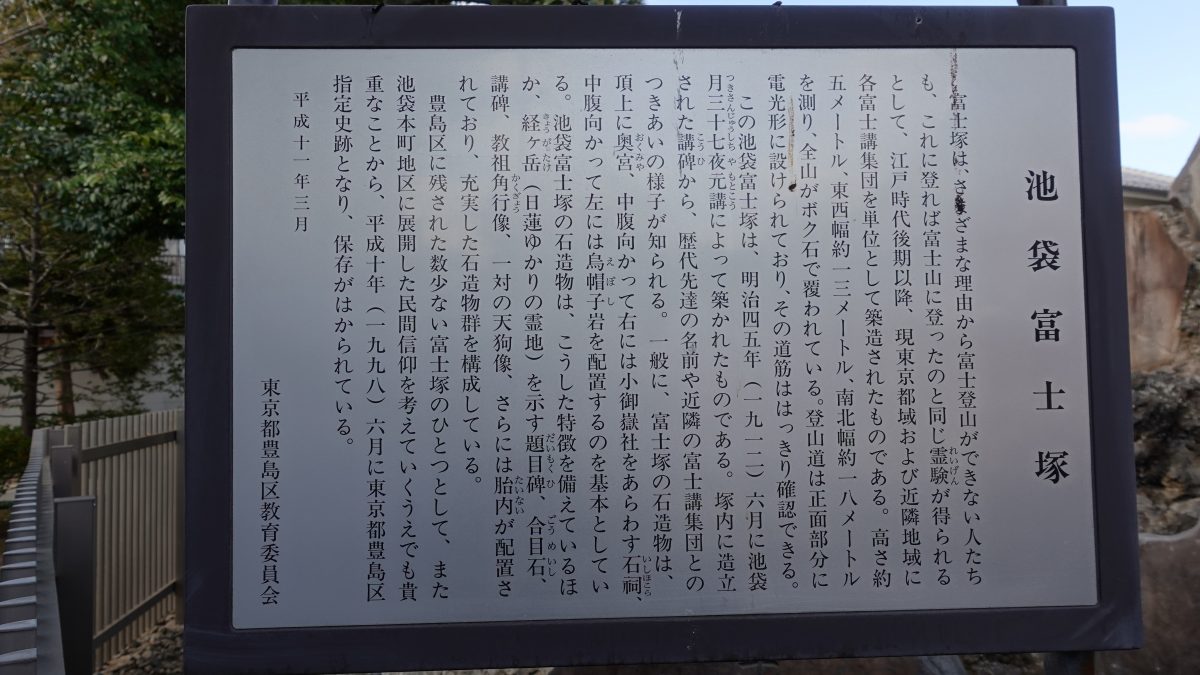 池袋富士塚
富士塚は、さまざまな理由から富士登山ができない人たち
も、これに登れば富士山に登ったのと同じ霊験が得られる
として、江戸時代後期以降、現東京都域および近隣地域に
各富士講集団を単位として築造されたものである。高さ約
五メートル、東西幅約一三メートル、南北幅約一八メートル
を測り、全山がボク石で覆われている。登山道は正面部分に
電光形に設けられており、その道筋ははっきり確認できる。
この池袋富士塚は、明治四五年（一九一二）六月に池袋
月三十七夜元講によって築かれたものである。塚内に造立
された講碑から、歴代先達の名前や近隣の富士講集団との
つきあいの様子が知られる。一般に、富士塚の石造物は、
頂上に奥宮、中腹向かって右には小御嶽社をあらわす石祠、
中腹向かって左には烏帽子岩を配置するのを基本としてい
る。池袋富士塚の石造物は、こうした特徴を備えているほ
か、経ヶ岳（日蓮ゆかりの霊地）を示す題目碑、合目石、
講碑、教祖角行像、一対の天狗像、さらには胎内が配置さ
れており、充実した石造物群を構成している。
豊島区に残された数少ない富士塚のひとつとして、また
池袋本町地区に展開した民間信仰を考えていくうえでも貴
重なことから、平成十年（一九九八）六月に東京都豊島区
指定史跡となり、保存がはかられている。
平成十一年三月
東京都豊島区教育委員会